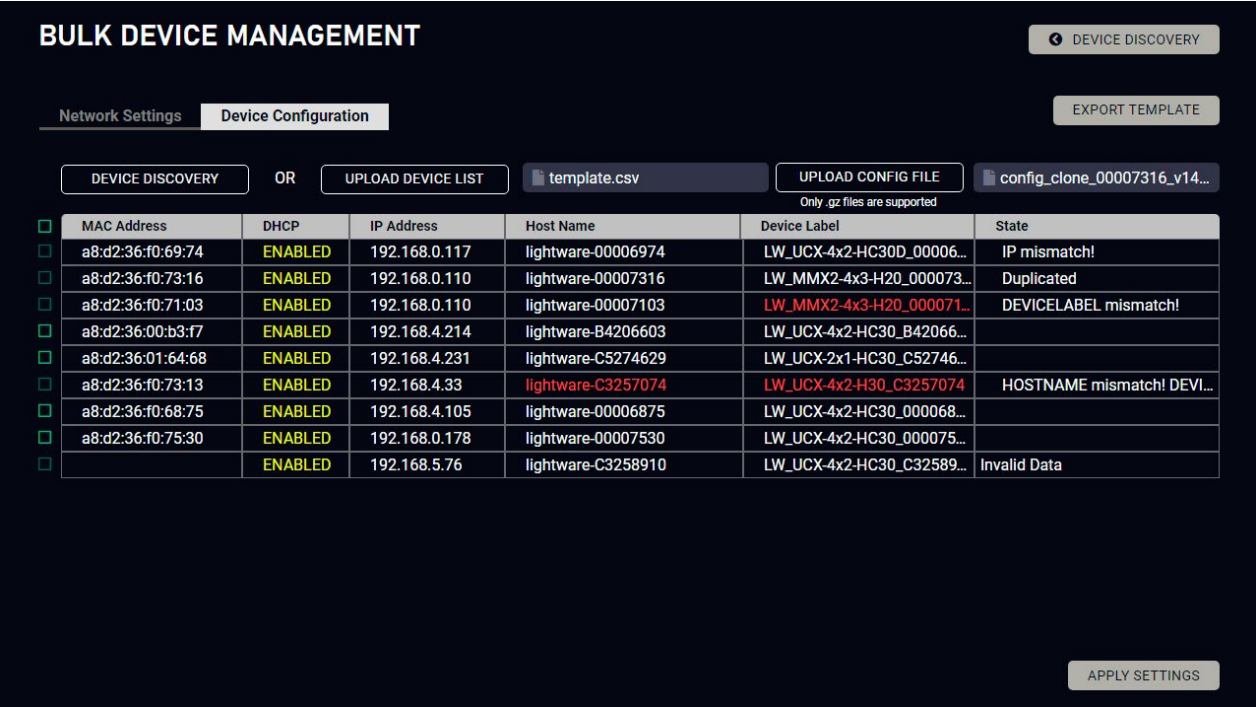 BULK DEVICE MANAGEMENT
DEVICE DISCOVERY
EXPORT TEMPLATE
Network Settings Device Configuration
DEVICE DISCOVERY OR UPLOAD DEVICE LIST template.csv UPLOAD CONFIG FILE config_clone_00007316_v14...
Only .gz files are supported
MAC Address DHCP IP Address Host Name Device Label State
a8:d2:36:f0:69:74 ENABLED 192.168.0.117 lightware-00006974 LW_UCX-4x2-HC30D_00006... IP mismatch!
a8:d2:36:f0:73:16 ENABLED 192.168.0.110 lightware-00007316 LW_MMX2-4x3-H20_000073... Duplicated
a8:d2:36:f0:71:03 ENABLED 192.168.0.110 lightware-00007103 LW_MMX2-4x3-H20_000071... DEVICELABEL mismatch!
a8:d2:36:00:b3:f7 ENABLED 192.168.4.214 lightware-B4206603 LW_UCX-4x2-HC30_B42066...
a8:d2:36:01:64:68 ENABLED 192.168.4.231 lightware-C5274629 LW_UCX-2x1-HC30_C52746...
a8:d2:36:f0:73:13 ENABLED 192.168.4.33 lightware-C3257074 LW_UCX-4x2-H30_C3257074 HOSTNAME mismatch! DEVI...
a8:d2:36:f0:68:75 ENABLED 192.168.4.105 lightware-00006875 LW_UCX-4x2-HC30_000068...
a8:d2:36:f0:75:30 ENABLED 192.168.0.178 lightware-00007530 LW_UCX-4x2-HC30_000075...
ENABLED 192.168.5.76 lightware-C3258910 LW_UCX-4x2-HC30_C32589... Invalid Data
APPLY SETTINGS